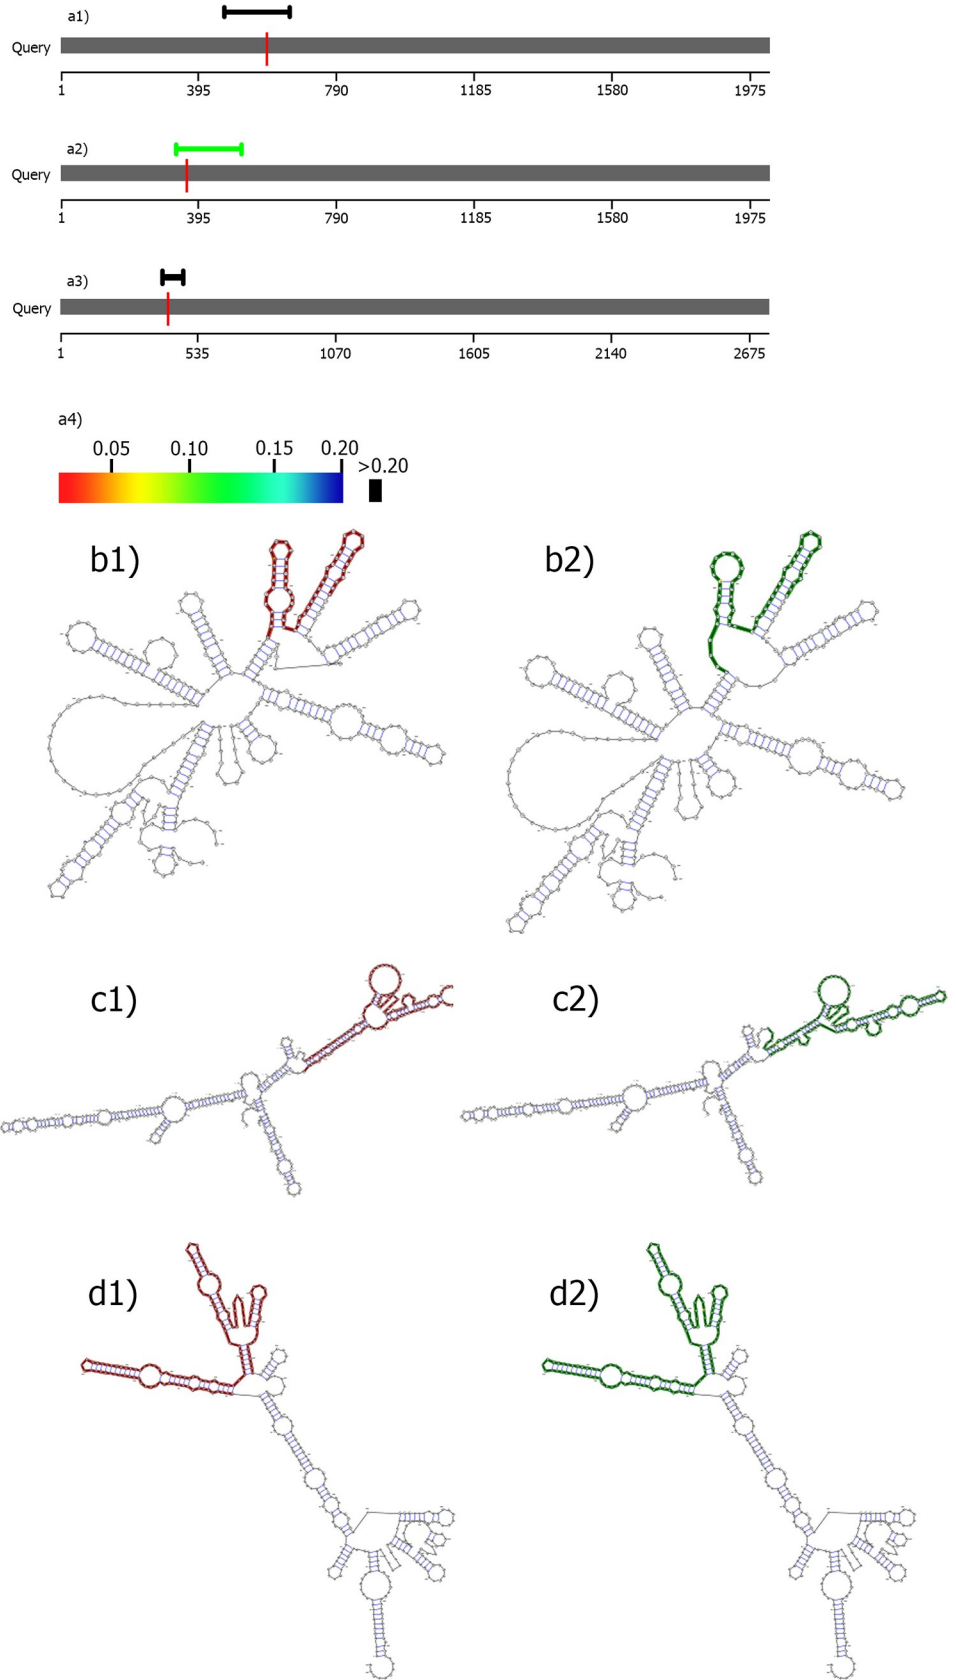 a1)
Query
1 395 790 1185 1580 1975
a2)
Query
1 395 790 1185 1580 1975
a3)
Query
1 535 1070 1605 2140 2675
a4)
0.05 0.10 0.15 0.20
>0.20
b1) b2)
c1) c2)
d1) d2)